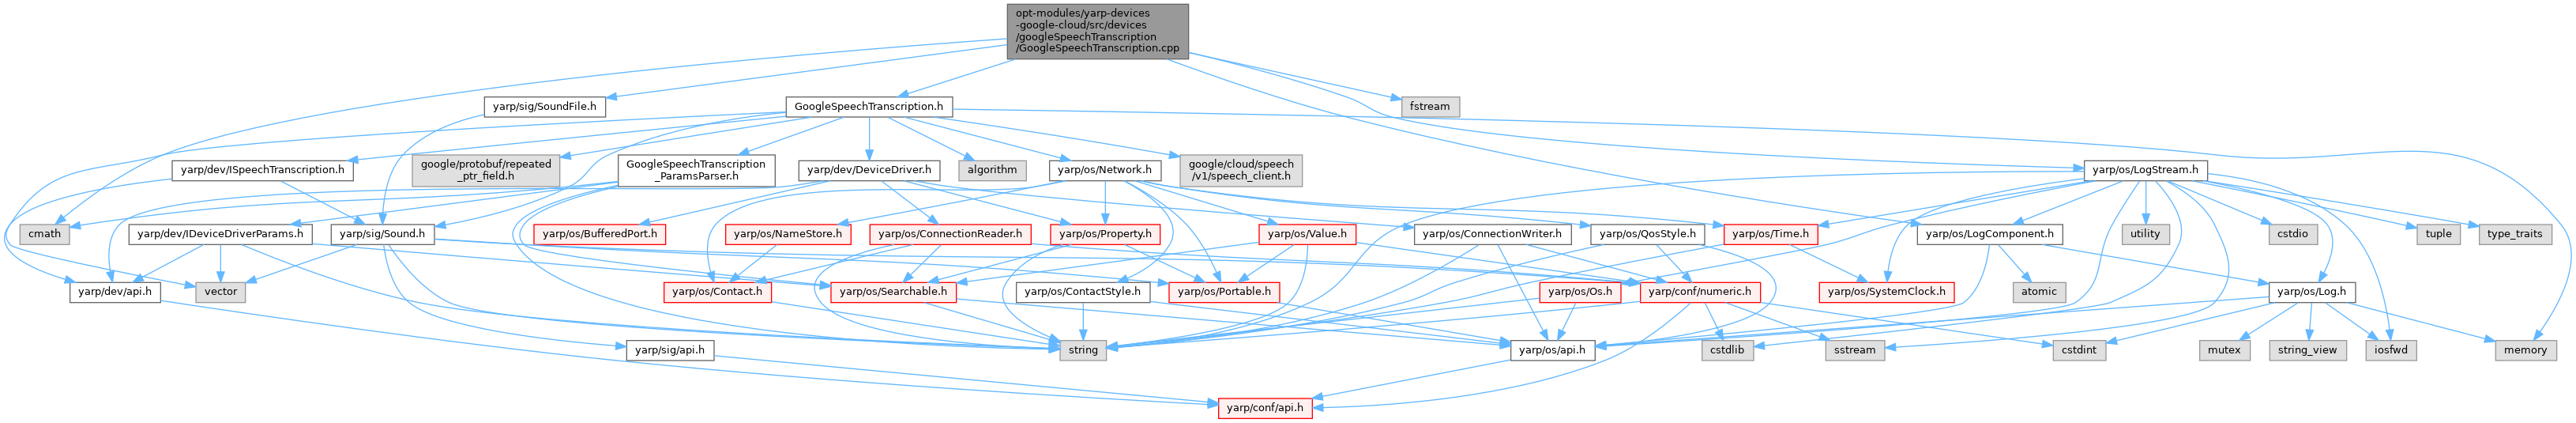 opt-modules/yarp-devices
-google-cloud/src/devices
/googleSpeechTranscription
/GoogleSpeechTranscription.cpp
yarp/sig/SoundFile.h
GoogleSpeechTranscription.h
fstream
yarp/dev/ISpeechTranscription.h
google/protobuf/repeated
_ptr_field.h
GoogleSpeechTranscription
_ParamsParser.h
yarp/dev/DeviceDriver.h
algorithm
yarp/os/Network.h
google/cloud/speech
/v1/speech_client.h
yarp/os/LogStream.h
cmath
yarp/dev/IDeviceDriverParams.h
yarp/sig/Sound.h
yarp/os/BufferedPort.h
yarp/os/NameStore.h
yarp/os/ConnectionReader.h
yarp/os/Property.h
yarp/os/Value.h
yarp/os/ConnectionWriter.h
yarp/os/QosStyle.h
yarp/os/Time.h
yarp/os/LogComponent.h
utility
cstdio
tuple
type_traits
yarp/dev/api.h
vector
yarp/os/Contact.h
yarp/os/Searchable.h
yarp/os/ContactStyle.h
yarp/os/Portable.h
yarp/os/Os.h
yarp/conf/numeric.h
yarp/os/SystemClock.h
atomic
yarp/os/Log.h
yarp/sig/api.h
string
yarp/os/api.h
cstdlib
sstream
cstdint
mutex
string_view
iosfwd
memory
yarp/conf/api.h